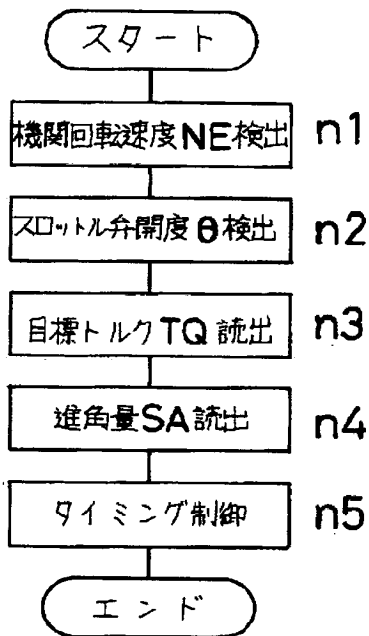 スタート
機関回転速度NE検出 n1
スロットル弁開度θ検出 n2
目標トルクTQ読出 n3
進角量SA読出 n4
タイミング制御 n5
エンド